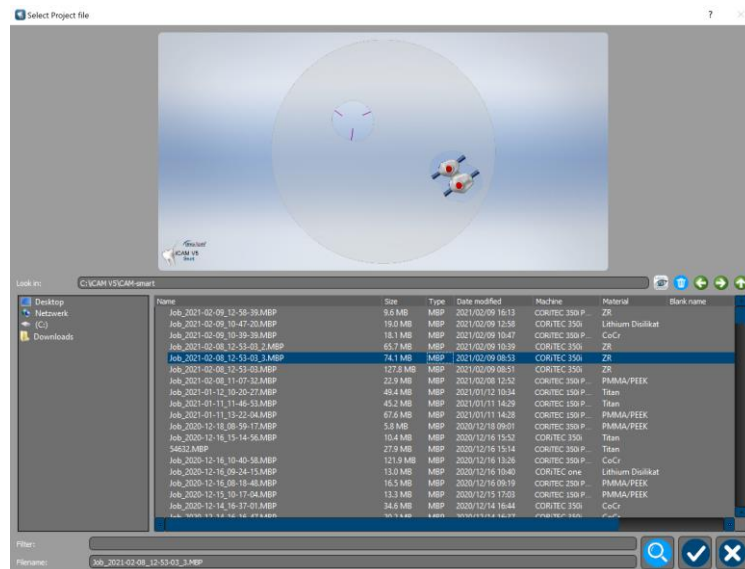 Select Project file ?
iCAM V5
Smart
Look in: C:\iCAM V5\CAM-smart
Desktop
Netzwerk
(C:)
Downloads
Name Size Type Date modified Machine Material Blank name
Job_2021-02-09_12-58-39.MBP 9.6 MB MBP 2021/02/09 16:13 CORiTEC 350i P... ZR
Job_2021-02-09_10-47-20.MBP 19.0 MB MBP 2021/02/09 12:58 CORiTEC 350i Lithium Disilikat
Job_2021-02-09_10-39-39.MBP 18.1 MB MBP 2021/02/09 10:47 CORiTEC 150i P... CoCr
Job_2021-02-08_12-53-03_2.MBP 65.7 MB MBP 2021/02/09 10:39 CORiTEC 350i ZR
Job_2021-02-08_12-53-03_3.MBP 74.1 MB MBP 2021/02/09 08:53 CORiTEC 350i ZR
Job_2021-02-08_12-53-03.MBP 127.8 MB MBP 2021/02/09 08:51 CORiTEC 350i ZR
Job_2021-02-08_11-07-32.MBP 22.9 MB MBP 2021/02/08 12:52 CORiTEC 350i P... PMMA/PEEK
Job_2021-01-12_10-20-27.MBP 49.4 MB MBP 2021/01/12 10:34 CORiTEC 150i P... Titan
Job_2021-01-11_11-46-53.MBP 45.2 MB MBP 2021/01/11 14:29 CORiTEC 350i P... Titan
Job_2021-01-11_13-22-04.MBP 67.6 MB MBP 2021/01/11 14:28 CORiTEC 350i P... PMMA/PEEK
Job_2020-12-18_08-59-17.MBP 5.8 MB MBP 2020/12/18 09:01 CORiTEC 350i P... PMMA/PEEK
Job_2020-12-16_15-14-56.MBP 10.4 MB MBP 2020/12/16 15:52 CORiTEC 350i Titan
54632.MBP 27.9 MB MBP 2020/12/16 15:14 CORiTEC 350i P... Titan
Job_2020-12-16_10-40-58.MBP 121.9 MB MBP 2020/12/16 13:26 CORiTEC 350i P... CoCr
Job_2020-12-16_09-24-15.MBP 13.0 MB MBP 2020/12/16 10:40 CORiTEC one Lithium Disilikat
Job_2020-12-16_08-18-48.MBP 16.5 MB MBP 2020/12/16 09:19 CORiTEC 250i P... PMMA/PEEK
Job_2020-12-15_10-17-04.MBP 13.3 MB MBP 2020/12/15 17:03 CORiTEC 250i P... PMMA/PEEK
Job_2020-12-14_16-37-01.MBP 34.6 MB MBP 2020/12/14 16:44 CORiTEC 350i CoCr
Filter:
Filename: Job_2021-02-08_12-53-03_3.MBP